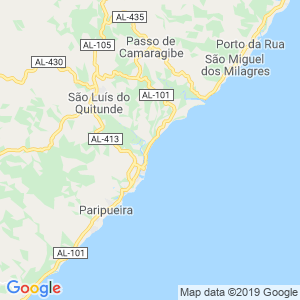 AL-435
Passo de
Camaragibe
AL-105
Porto da Rua
São Miguel
dos Milagres
AL-430
São Luís do
Quitunde
AL-101
AL-413
Paripueira
AL-101
Google
Map data ©2019 Google